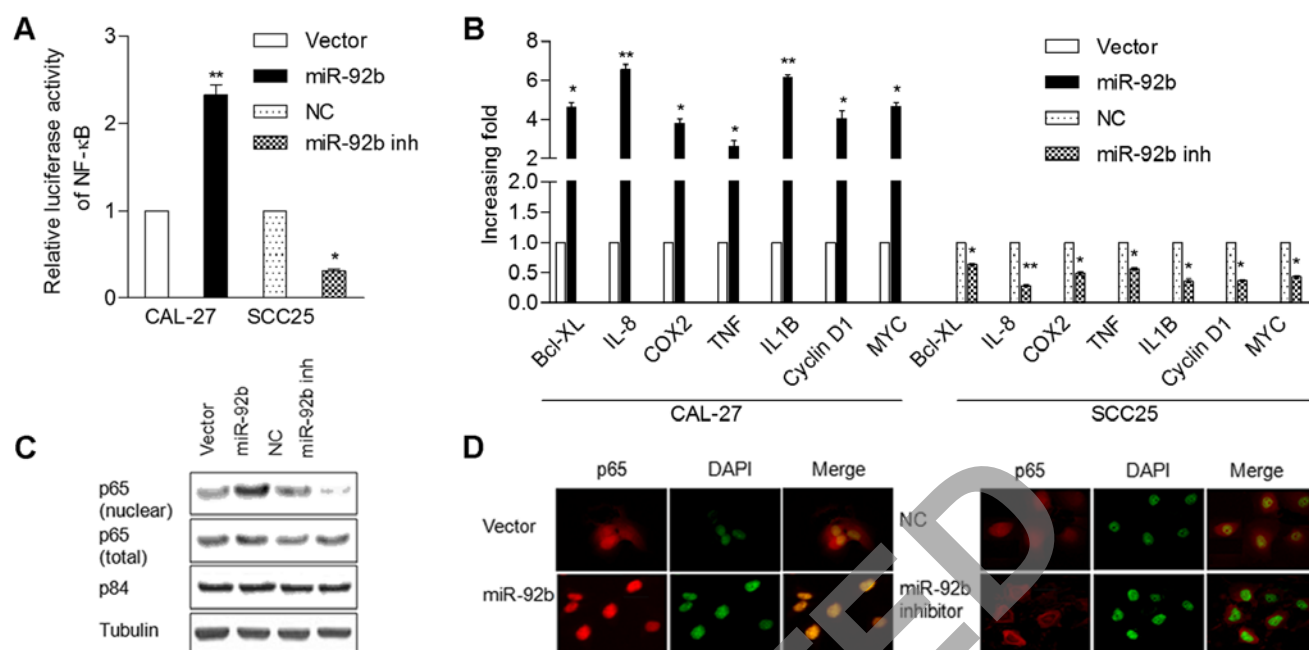 A
Relative luciferase activity
of NF-κB
3
2
1
0
Vector
miR-92b
NC
miR-92b inh
**
*
CAL-27
SCC25
B
Increasing fold
8
6
4
2
2.0
1.5
1.0
0.5
0.0
Vector
miR-92b
NC
miR-92b inh
* ** * * ** * *
* ** * * * * *
Bcl-XL IL-8 COX2 TNF IL1B Cyclin D1 MYC
Bcl-XL IL-8 COX2 TNF IL1B Cyclin D1 MYC
CAL-27
SCC25
C
Vector miR-92b NC miR-92b inh
p65
(nuclear)
p65
(total)
p84
Tubulin
D
p65 DAPI Merge
Vector
miR-92b
p65 DAPI Merge
NC
miR-92b
inhibitor